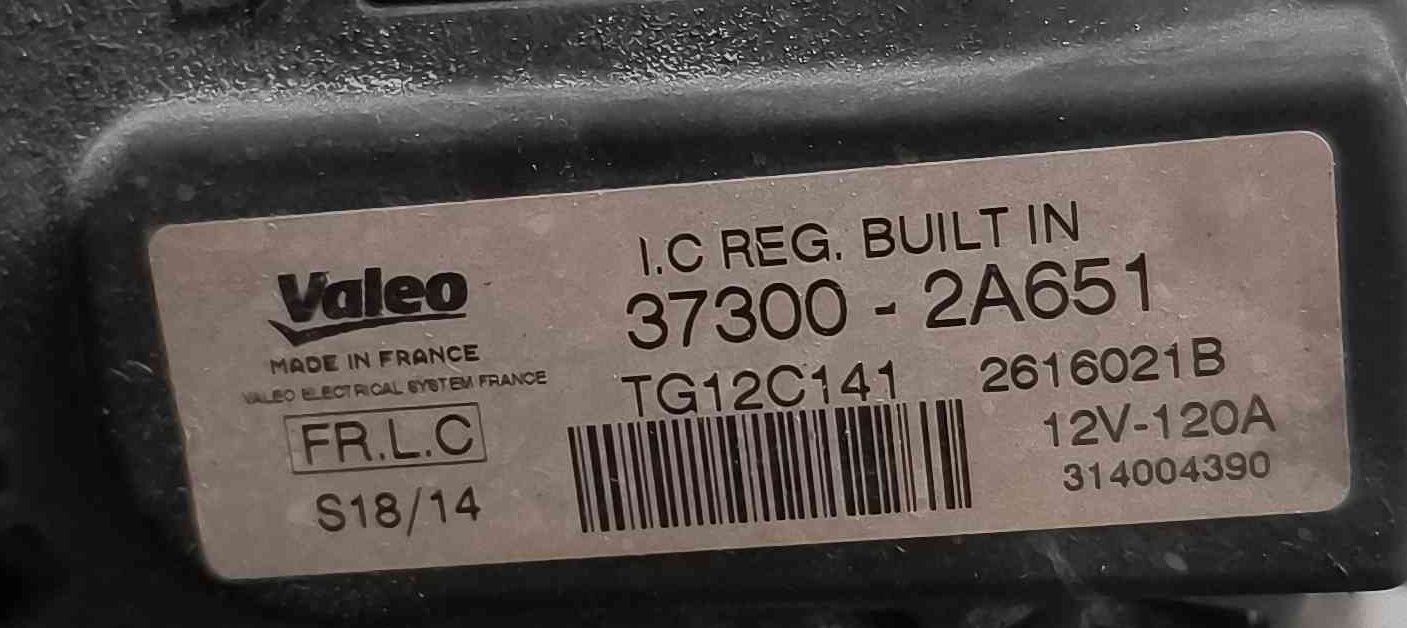 Valeo
MADE IN FRANCE
VALEO ELECTRICAL SYSTEM FRANCE
FR.L.C
S18/14
I.C REG. BUILT IN
37300 - 2A651
TG12C141 2616021B
12V-120A
314004390